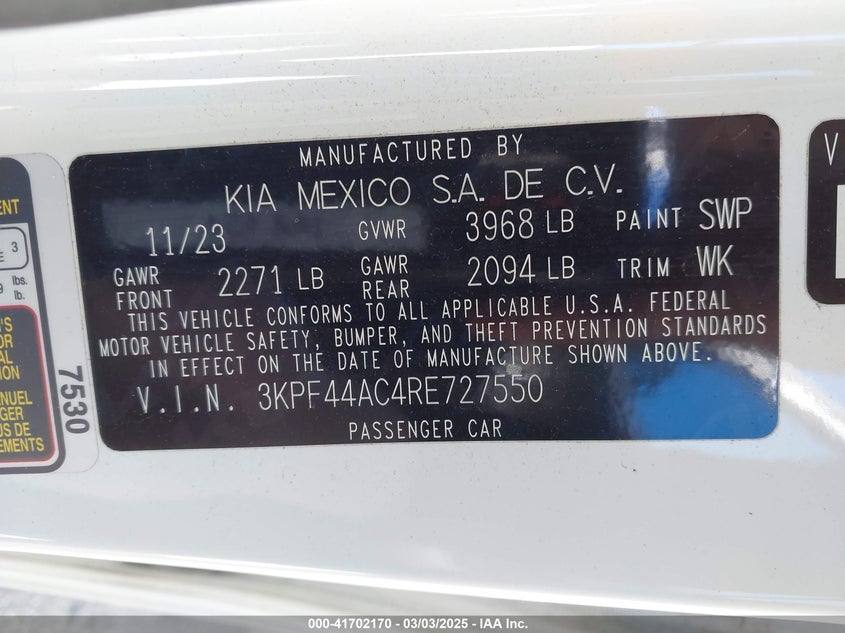 MANUFACTURED BY
KIA MEXICO S.A. DE C.V.
11/23 GVWR 3968 LB PAINT SWP
GAWR FRONT 2271 LB GAWR REAR 2094 LB TRIM WK
THIS VEHICLE CONFORMS TO ALL APPLICABLE U.S.A. FEDERAL
MOTOR VEHICLE SAFETY, BUMPER, AND THEFT PREVENTION STANDARDS
IN EFFECT ON THE DATE OF MANUFACTURE SHOWN ABOVE.
V.I.N. 3KPF44AC4RE727550
PASSENGER CAR
7530
3
lbs.
lb.
V
000-41702170 - 03/03/2025 - IAA Inc.